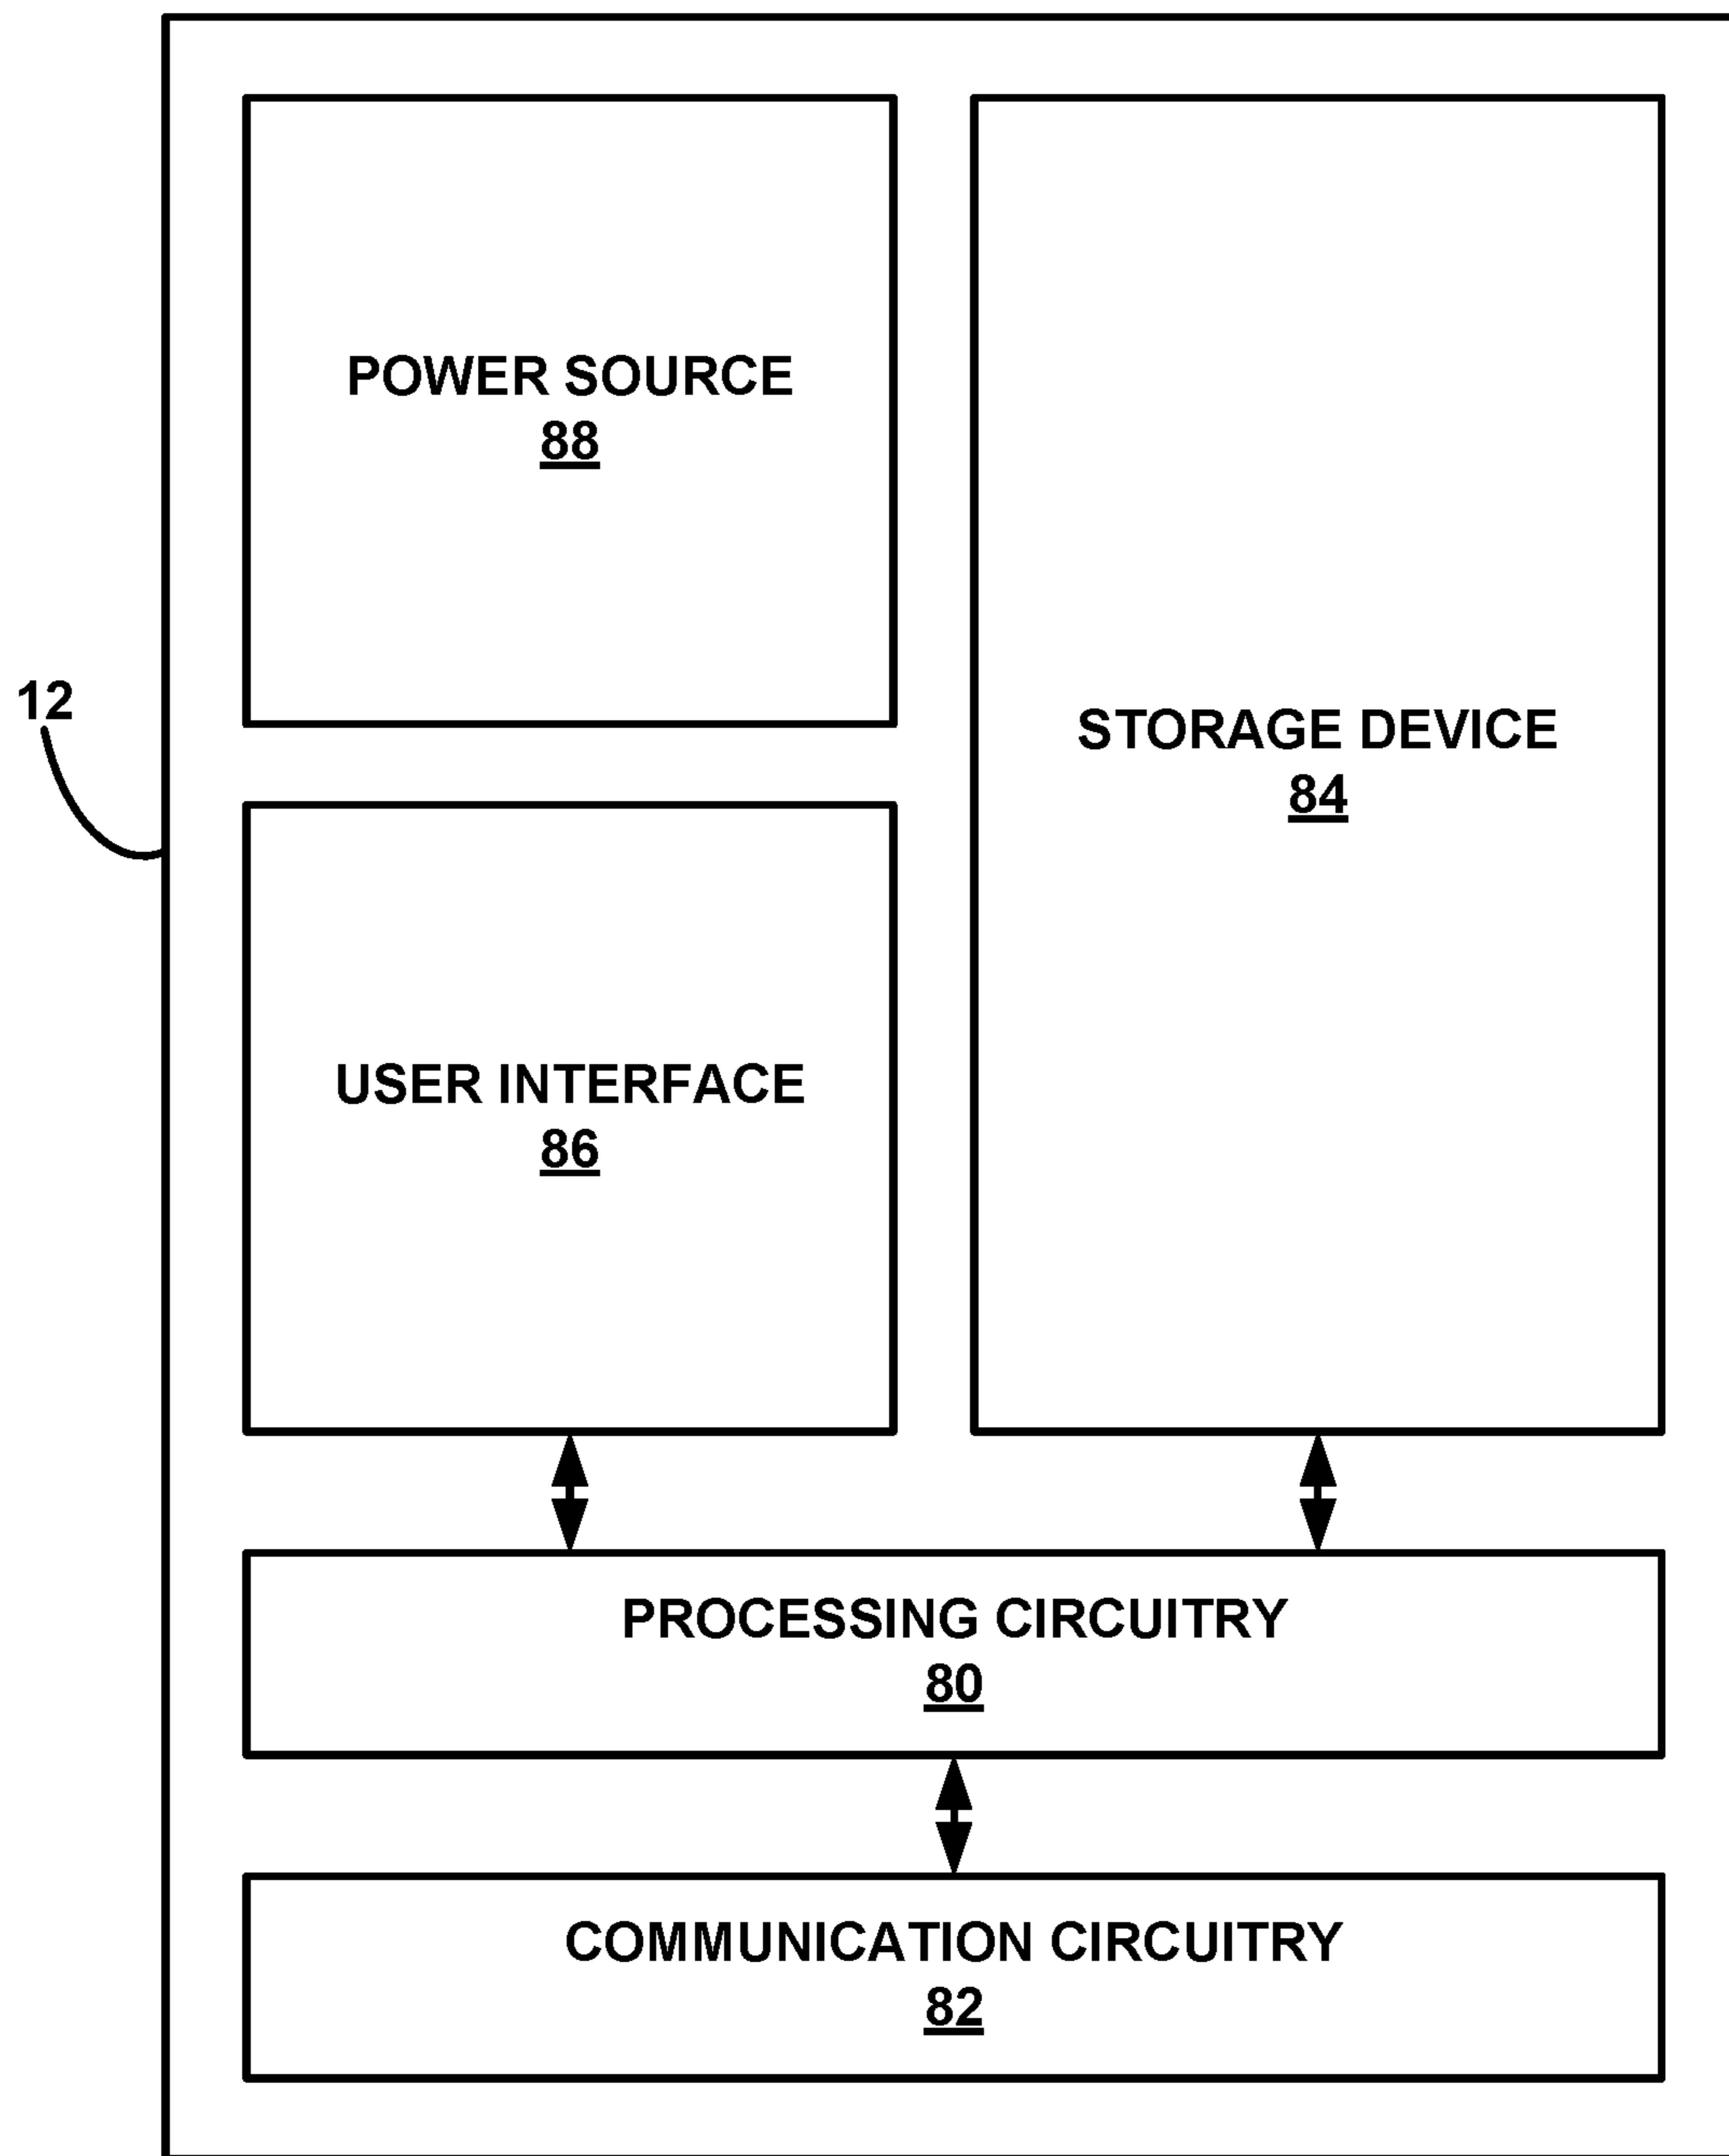 POWER SOURCE
88
STORAGE DEVICE
84
12
USER INTERFACE
86
PROCESSING CIRCUITRY
80
COMMUNICATION CIRCUITRY
82